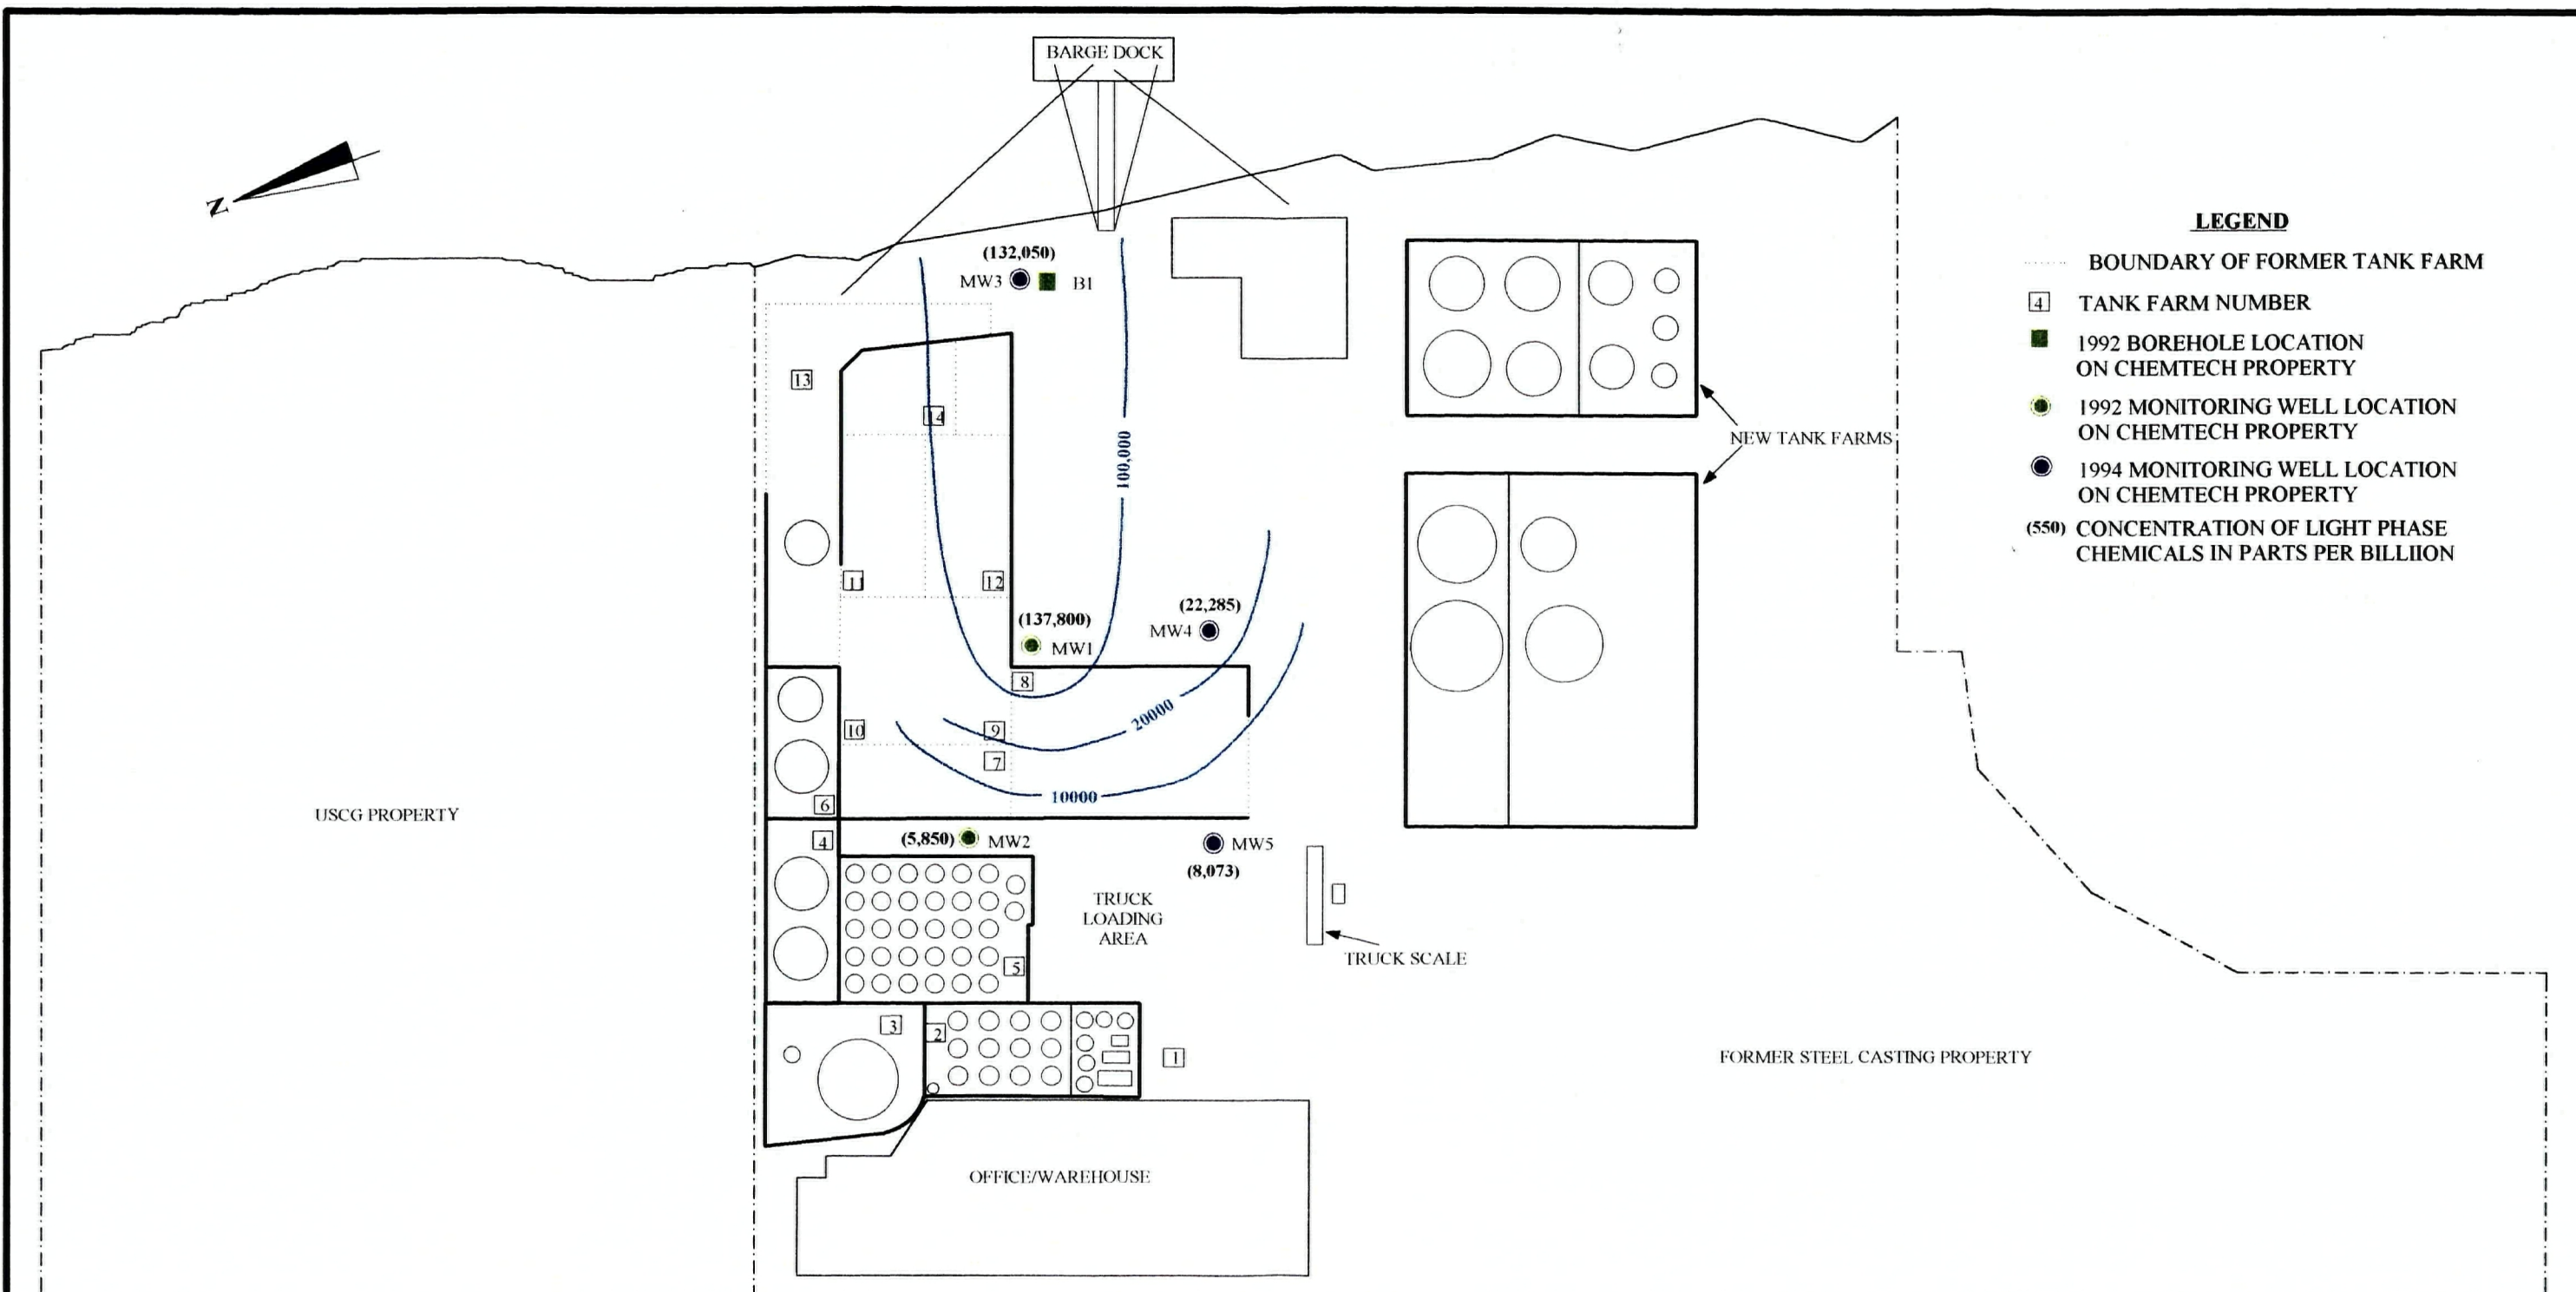 BARGE DOCK
N
(132,050)
MW3
B1
LEGEND
BOUNDARY OF FORMER TANK FARM
4 TANK FARM NUMBER
1992 BOREHOLE LOCATION
ON CHEMTECH PROPERTY
1992 MONITORING WELL LOCATION
ON CHEMTECH PROPERTY
1994 MONITORING WELL LOCATION
ON CHEMTECH PROPERTY
(550) CONCENTRATION OF LIGHT PHASE
CHEMICALS IN PARTS PER BILLIION
13
14
100,000
NEW TANK FARMS
11
12
(137,800)
MW1
(22,285)
MW4
8
10
9
20000
7
10000
6
USCG PROPERTY
4
(5,850)
MW2
MW5
(8,073)
TRUCK
LOADING
AREA
5
TRUCK SCALE
3
2
1
FORMER STEEL CASTING PROPERTY
OFFICE/WAREHOUSE